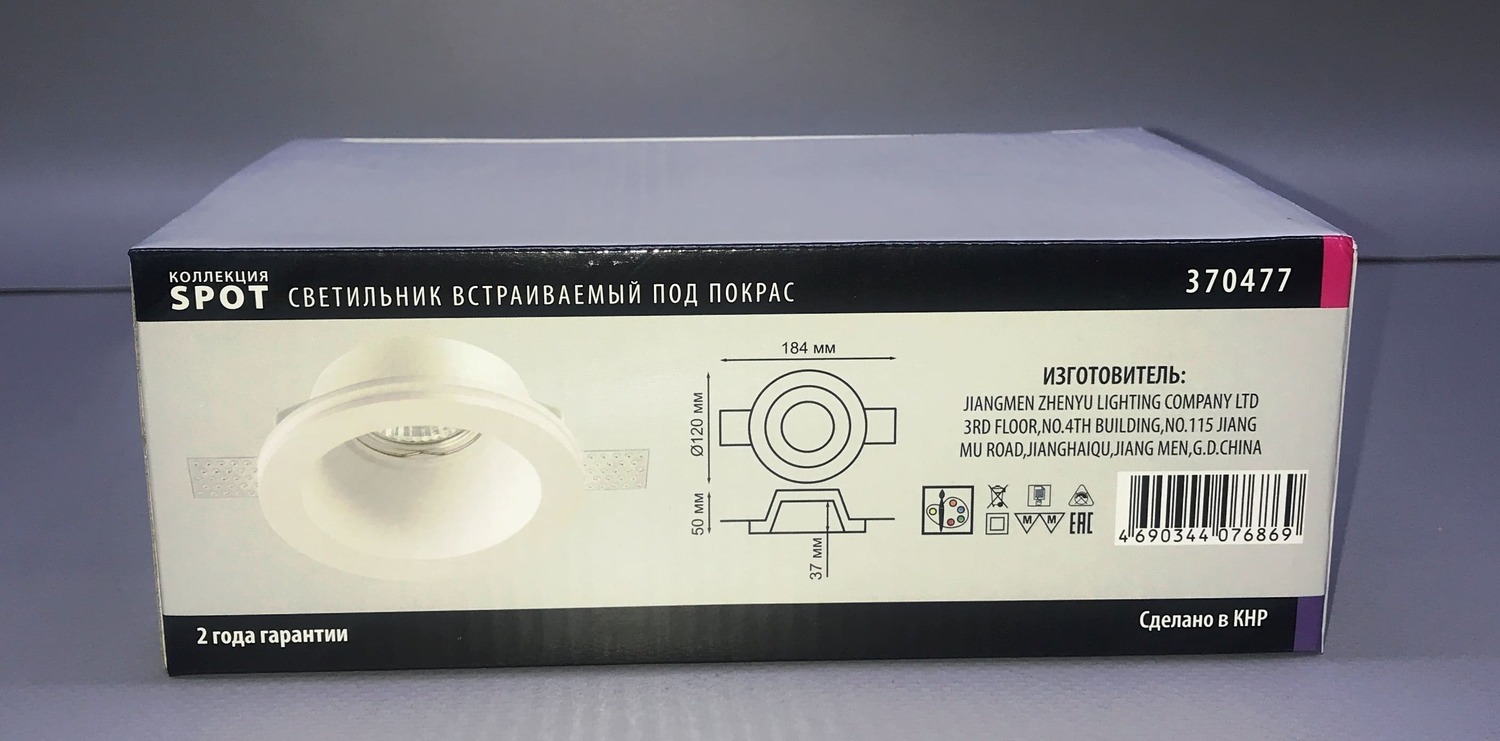 КОЛЛЕКЦИЯ
SPOT СВЕТИЛЬНИК ВСТРАИВАЕМЫЙ ПОД ПОКРАС
370477
184 мм
Ø120 мм
50 мм
37 мм
ИЗГОТОВИТЕЛЬ:
JIANGMEN ZHENYU LIGHTING COMPANY LTD
3RD FLOOR,NO.4TH BUILDING,NO.115 JIANG
MU ROAD,JIANGHAIQU,JIANG MEN,G.D.CHINA
M M EAC
4 690344 076869
2 года гарантии
Сделано в КНР